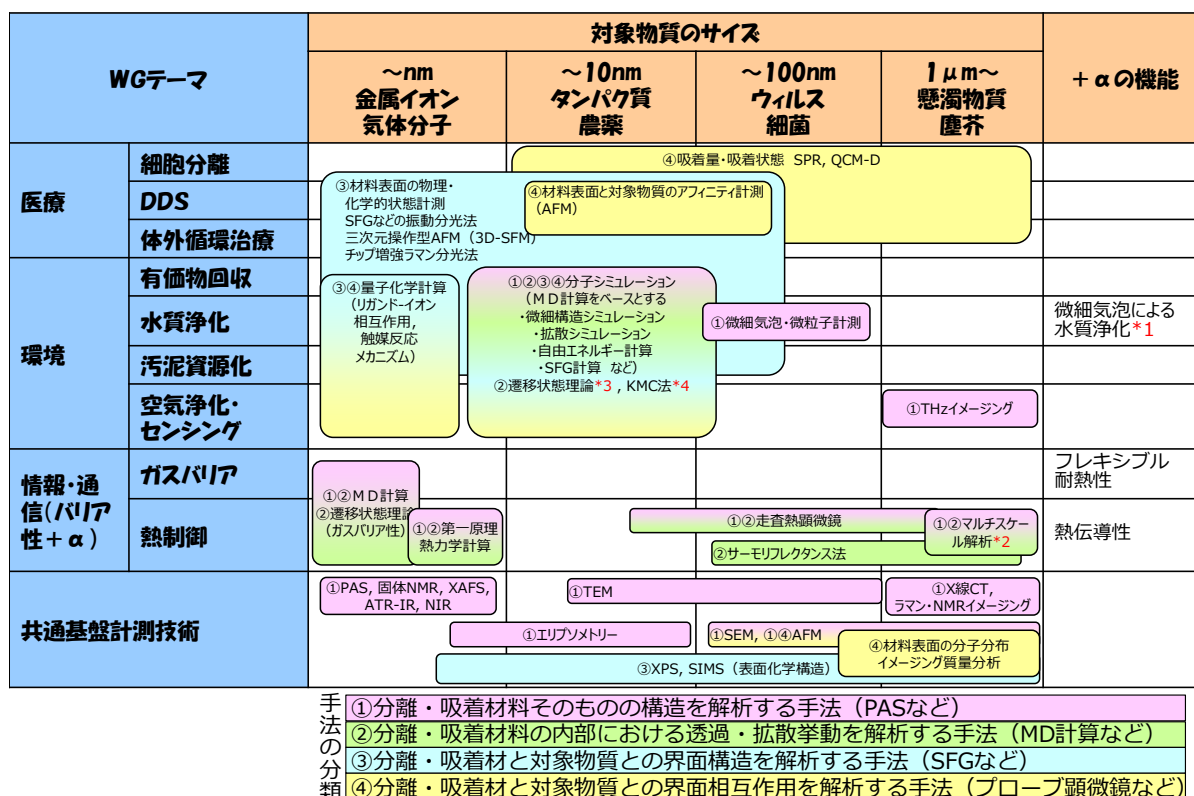 対象物質のサイズ
WGテーマ
~nm
金属イオン
気体分子
~10nm
タンパク質
農薬
~100nm
ウィルス
細菌
1μm~
懸濁物質
塵芥
+αの機能
医療
細胞分離
DDS
体外循環治療
④吸着量・吸着状態 SPR, QCM-D
③材料表面の物理・
化学的状態計測
SFGなどの振動分光法
三次元操作型AFM(3D-SFM)
チップ増強ラマン分光法
④材料表面と対象物質のアフィニティ計測
(AFM)
環境
有価物回収
水質浄化
汚泥資源化
空気浄化・
センシング
③④量子化学計算
(リガンド-イオン
相互作用,
触媒反応
メカニズム)
①②③④分子シミュレーション
(MD計算をベースとする
・微細構造シミュレーション
・拡散シミュレーション
・自由エネルギー計算
・SFG計算 など)
②遷移状態理論*3 , KMC法*4
①微細気泡・微粒子計測
①THzイメージング
微細気泡による
水質浄化*1
情報・通
信(バリア
性+α)
ガスバリア
熱制御
①②MD計算
②遷移状態理論
(ガスバリア性)
①②第一原理
熱力学計算
①②走査熱顕微鏡
②サーモリフレクタンス法
①②マルチスケー
ル解析*2
フレキシブル
耐熱性
熱伝導性
共通基盤計測技術
①PAS, 固体NMR, XAFS,
ATR-IR, NIR
①TEM
①X線CT,
ラマン・NMRイメージング
①エリプソメトリー
①SEM, ①④AFM
④材料表面の分子分布
イメージング質量分析
③XPS, SIMS(表面化学構造)
手法の分類
①分離・吸着材料そのものの構造を解析する手法(PASなど)
②分離・吸着材料の内部における透過・拡散挙動を解析する手法(MD計算など)
③分離・吸着材と対象物質との界面構造を解析する手法(SFGなど)
④分離・吸着材と対象物質との界面相互作用を解析する手法(プローブ顕微鏡など)